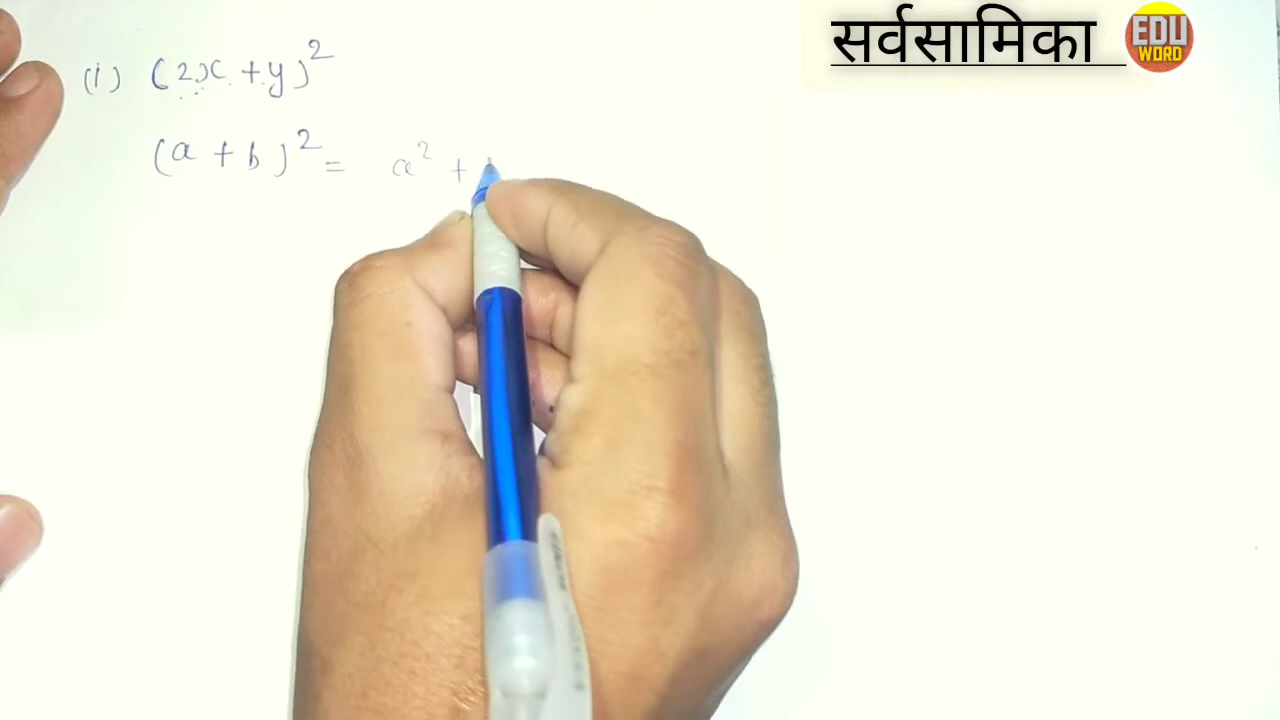 सर्वसामिका
EDU
WORD
(i) (2x + y)²
(a + b)² = a² +